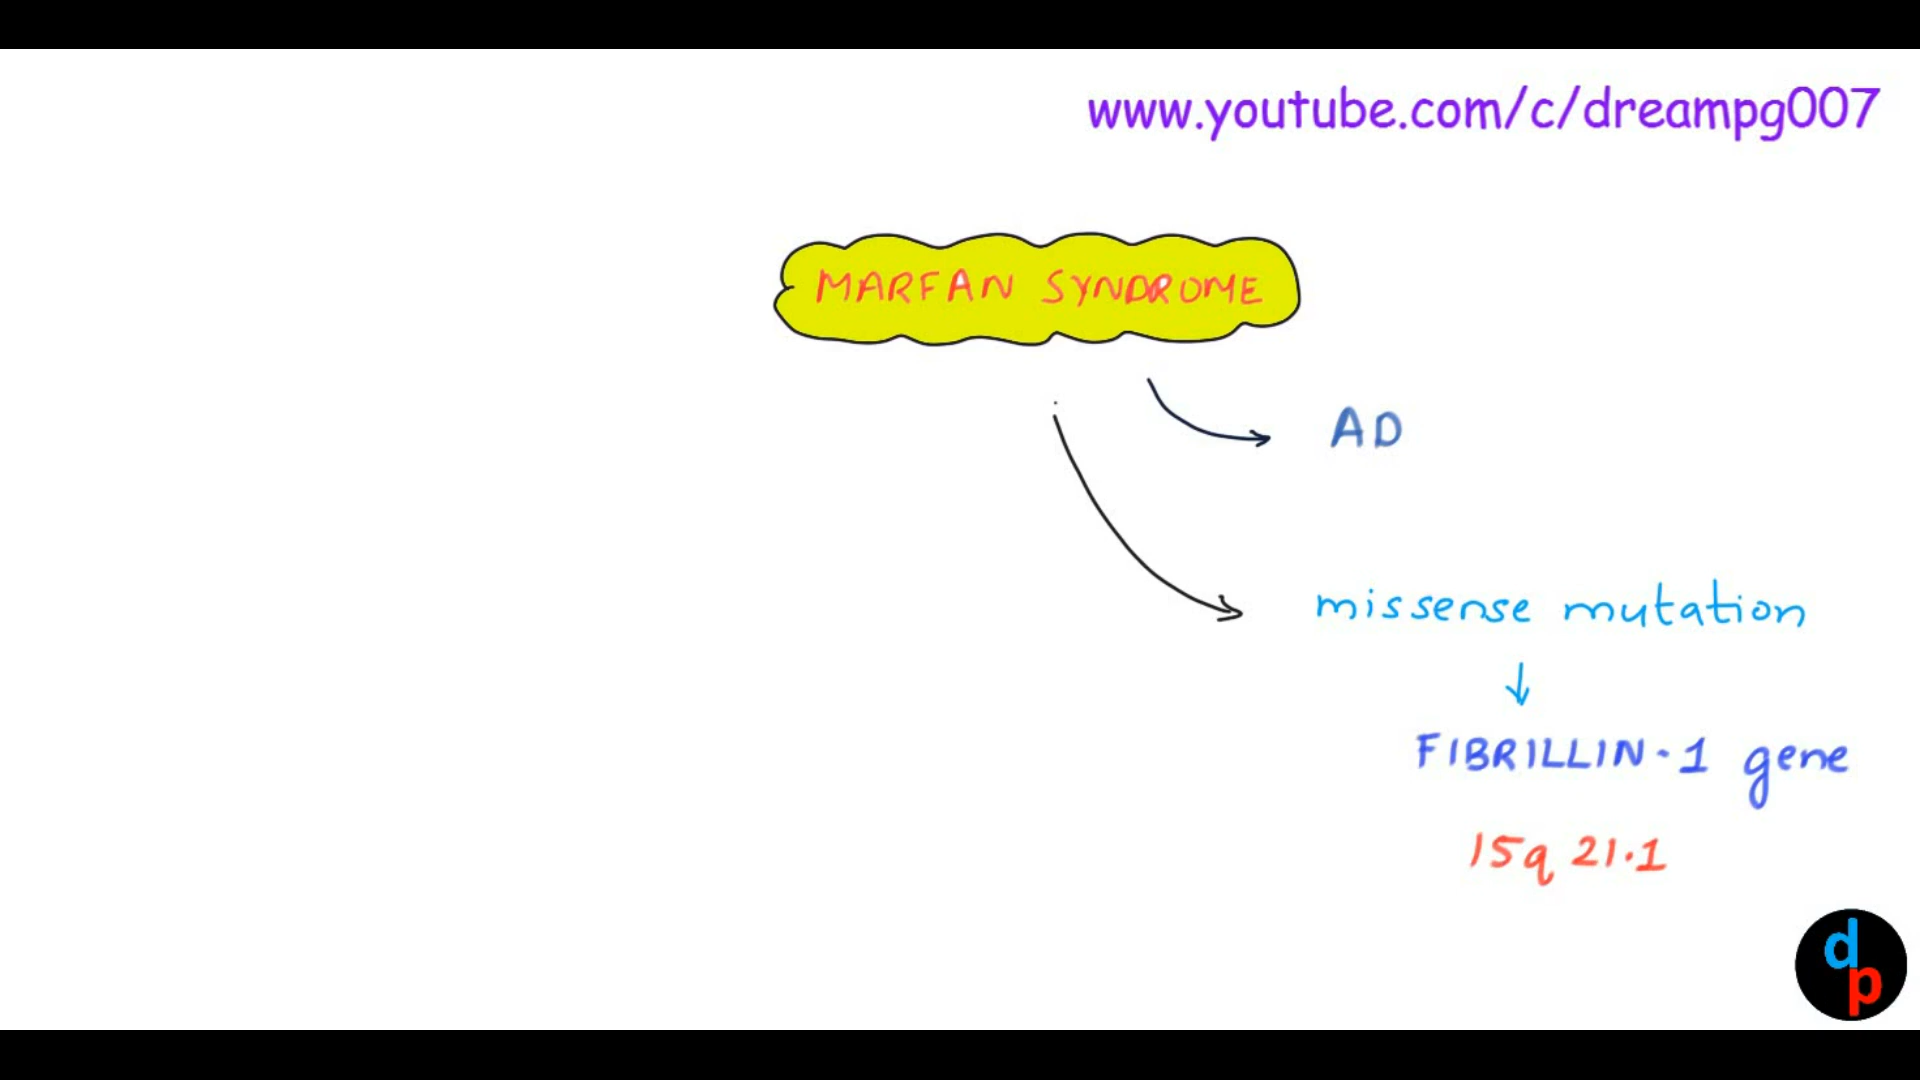 www.youtube.com/c/dreampg007
MARFAN SYNDROME
AD
missense mutation
FIBRILLIN-1 gene
15q 21.1
dp